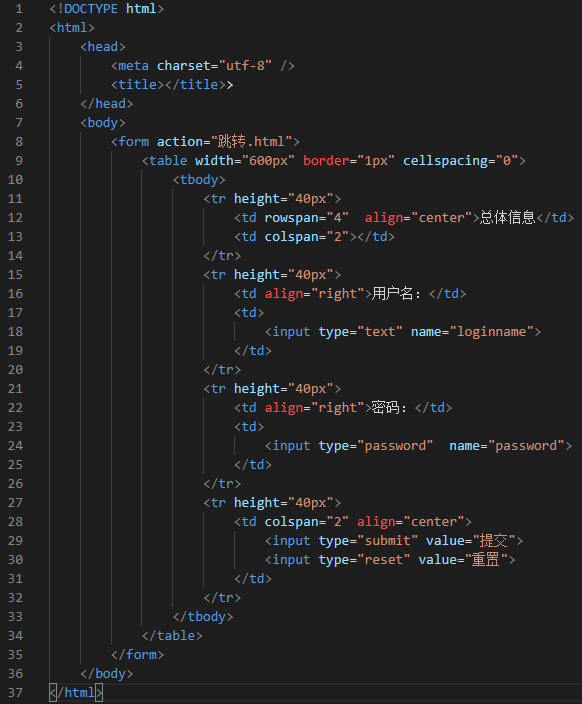 1 <!DOCTYPE html>
2 <html>
3     <head>
4         <meta charset="utf-8" />
5         <title></title>>
6     </head>
7     <body>
8         <form action="跳转.html">
9             <table width="600px" border="1px" cellspacing="0">
10                 <tbody>
11                     <tr height="40px">
12                         <td rowspan="4"  align="center">总体信息</td>
13                         <td colspan="2"></td>
14                     </tr>
15                     <tr height="40px">
16                         <td align="right">用户名：</td>
17                         <td>
18                             <input type="text" name="loginname">
19                         </td>
20                     </tr>
21                     <tr height="40px">
22                         <td align="right">密码：</td>
23                         <td>
24                             <input type="password"  name="password">
25                         </td>
26                     </tr>
27                     <tr height="40px">
28                         <td colspan="2" align="center">
29                             <input type="submit" value="提交">
30                             <input type="reset" value="重置">
31                         </td>
32                     </tr>
33                 </tbody>
34             </table>
35         </form>
36     </body>
37 </html>